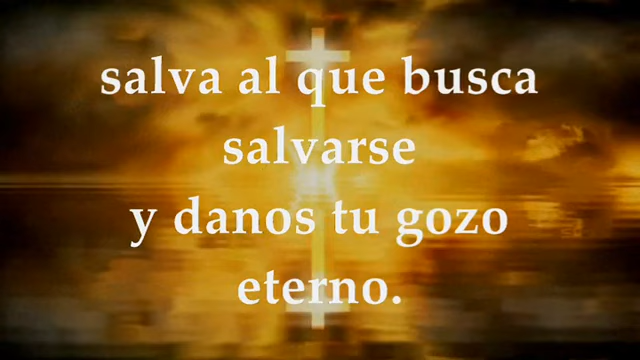 salva al que busca
salvarse
y danos tu gozo
eterno.